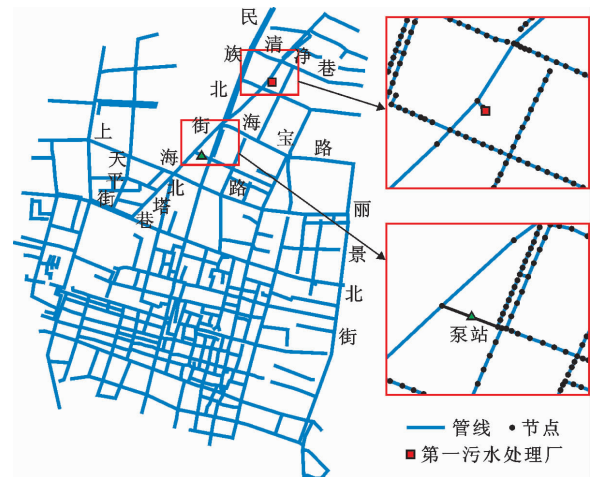 民族北街
清净巷
海宝路
上海路
天平街
北塔巷
丽景北街
泵站
管线
节点
第一污水处理厂